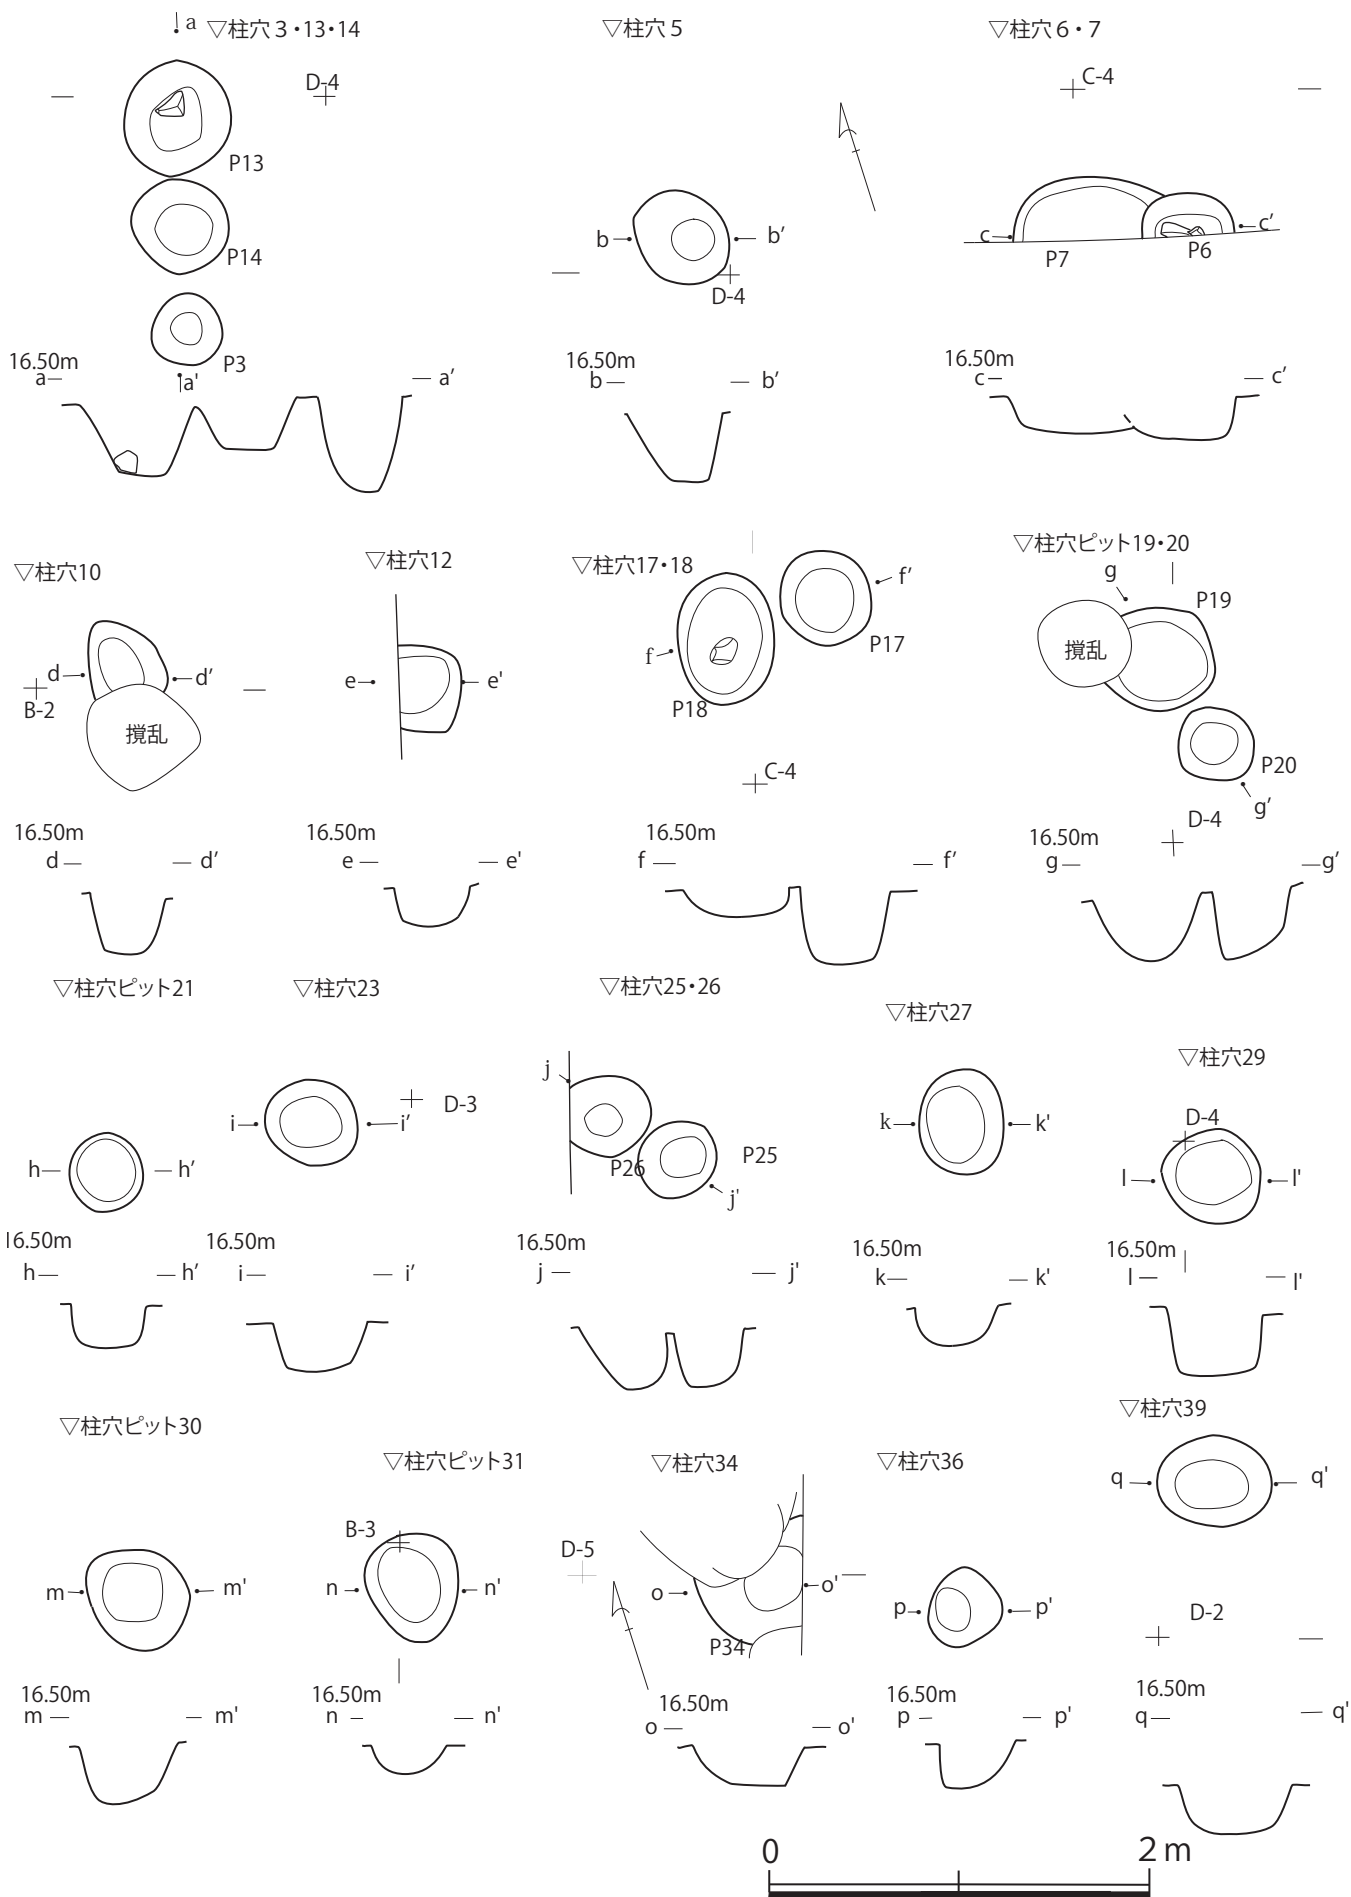 a ▽柱穴3・13・14
D-4
P13
P14
P3
a'
16.50m
a
a′
▽柱穴5
b
b′
D-4
16.50m
b
b′
▽柱穴6・7
C-4
c
c′
P7
P6
16.50m
c
c′
▽柱穴10
d
d′
B-2
撹乱
16.50m
d
d′
▽柱穴12
e
e'
16.50m
e
e'
▽柱穴17・18
f′
P17
f
P18
C-4
16.50m
f
f′
▽柱穴ピット19・20
g
P19
撹乱
P20
g′
D-4
16.50m
g
g′
▽柱穴ピット21
h
h′
16.50m
h
h′
▽柱穴23
D-3
i
i′
16.50m
i
i′
▽柱穴25・26
j
P26
P25
j'
16.50m
j
j'
▽柱穴27
k
k'
16.50m
k
k'
▽柱穴29
D-4
l
l'
16.50m
l
l'
▽柱穴ピット30
m
m'
16.50m
m
m'
▽柱穴ピット31
B-3
n
n'
16.50m
n
n'
▽柱穴34
D-5
o
o'
P34
16.50m
o
o'
▽柱穴36
p
p'
16.50m
p
p'
▽柱穴39
q
q'
D-2
16.50m
q
q'
0
2m